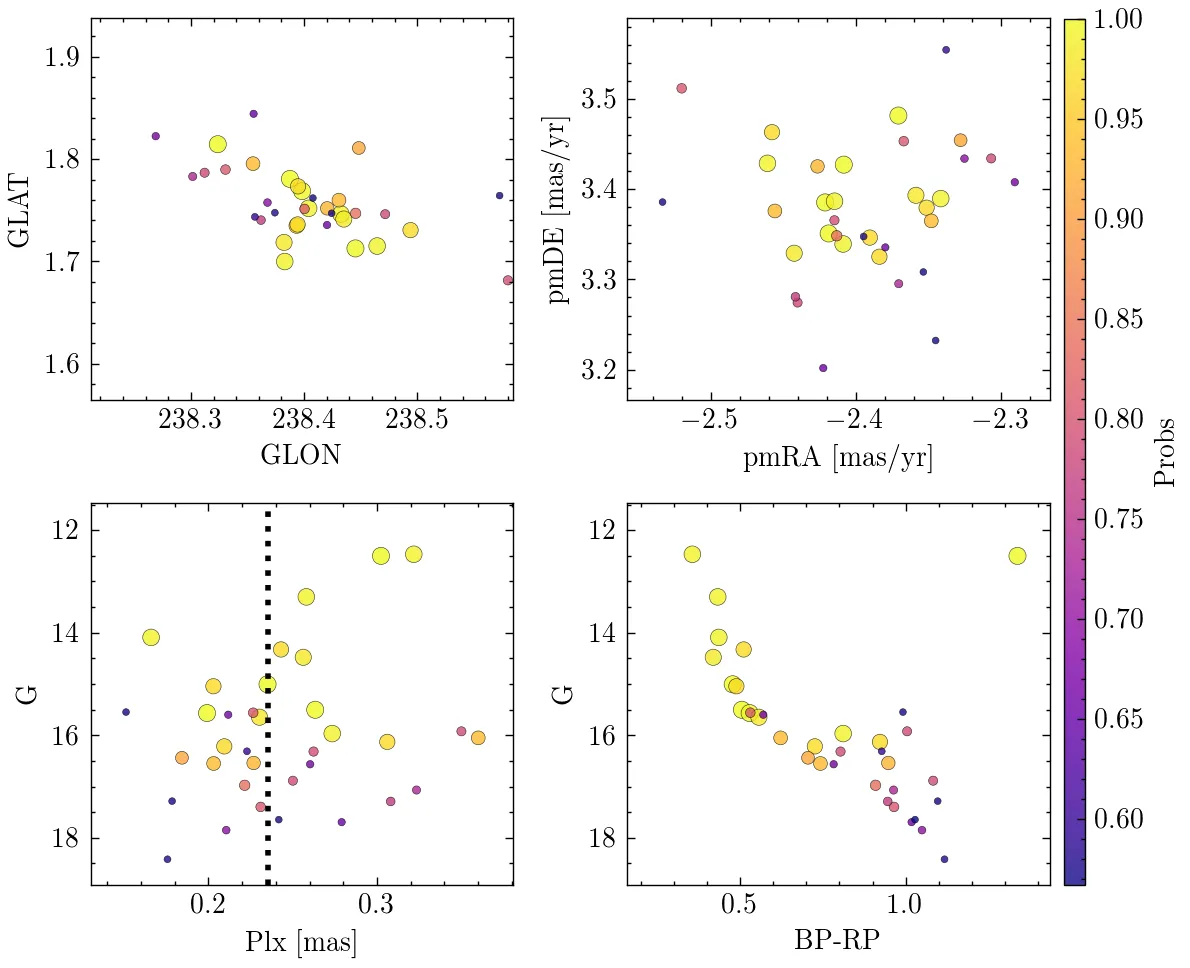 1.9
1.8
1.7
1.6
GLAT
238.3 238.4 238.5
GLON
3.5
3.4
3.3
3.2
pmDE [mas/yr]
−2.5 −2.4 −2.3
pmRA [mas/yr]
12
14
16
18
G
0.2 0.3
Plx [mas]
12
14
16
18
G
0.5 1.0
BP-RP
1.00
0.95
0.90
0.85
0.80
0.75
0.70
0.65
0.60
Probs